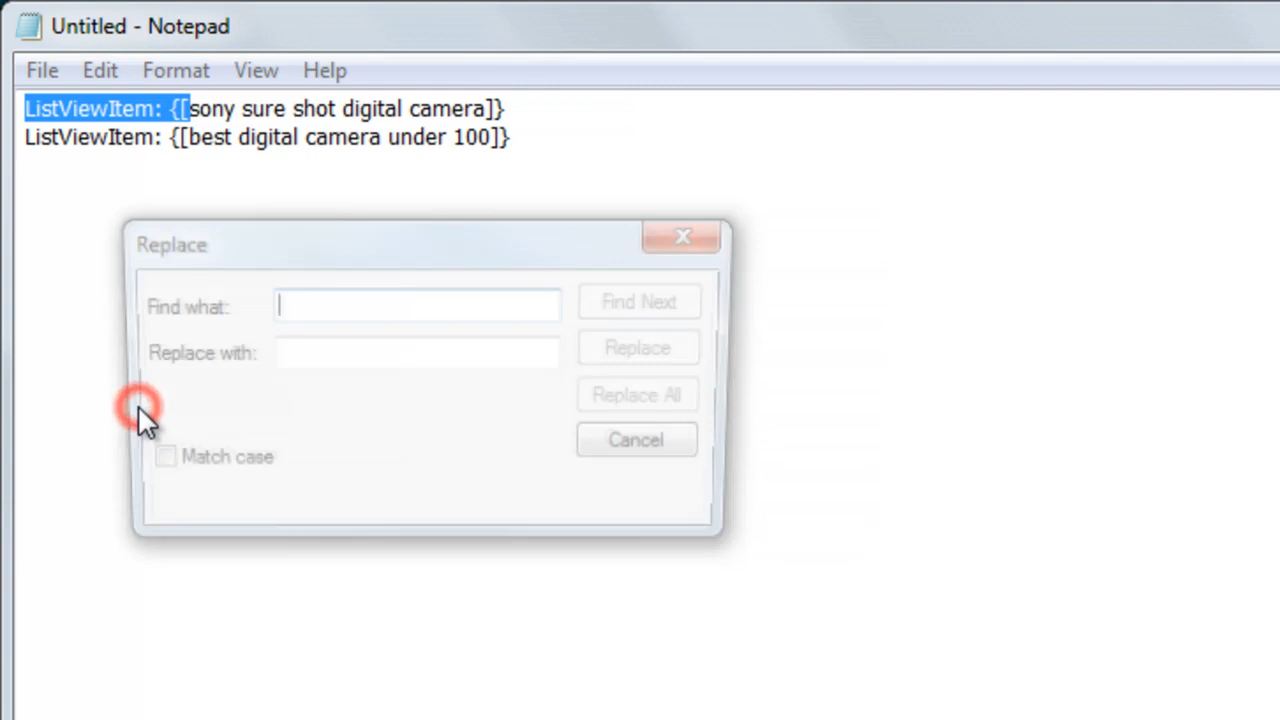 Untitled - Notepad
File Edit Format View Help
ListViewItem: {[sony sure shot digital camera]}
ListViewItem: {[best digital camera under 100]}
Replace
Find what:
Find Next
Replace with:
Replace
Replace All
Cancel
Match case